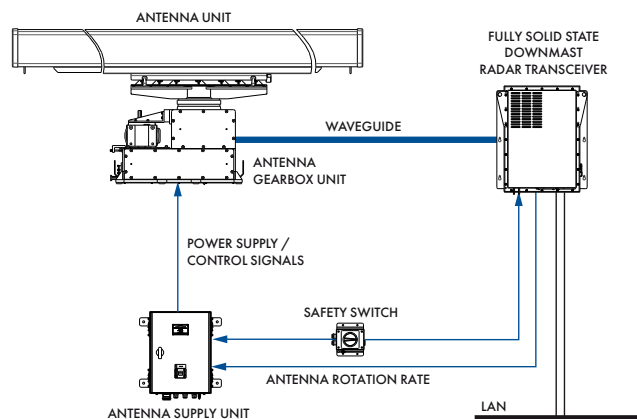 ANTENNA UNIT
FULLY SOLID STATE
DOWNMAST
RADAR TRANSCEIVER
WAVEGUIDE
ANTENNA
GEARBOX UNIT
POWER SUPPLY /
CONTROL SIGNALS
SAFETY SWITCH
ANTENNA ROTATION RATE
ANTENNA SUPPLY UNIT
LAN